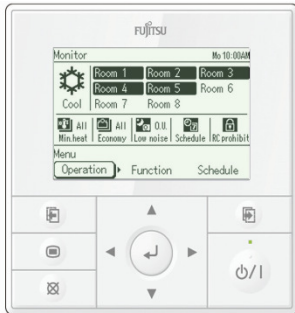 FUJITSU
Monitor Mo 10:00AM
Room 1 Room 2 Room 3
Room 4 Room 5 Room 6
Cool Room 7 Room 8
All All O.U.
Min.heat Economy Low noise Schedule RC prohibit
Menu
Operation Function Schedule